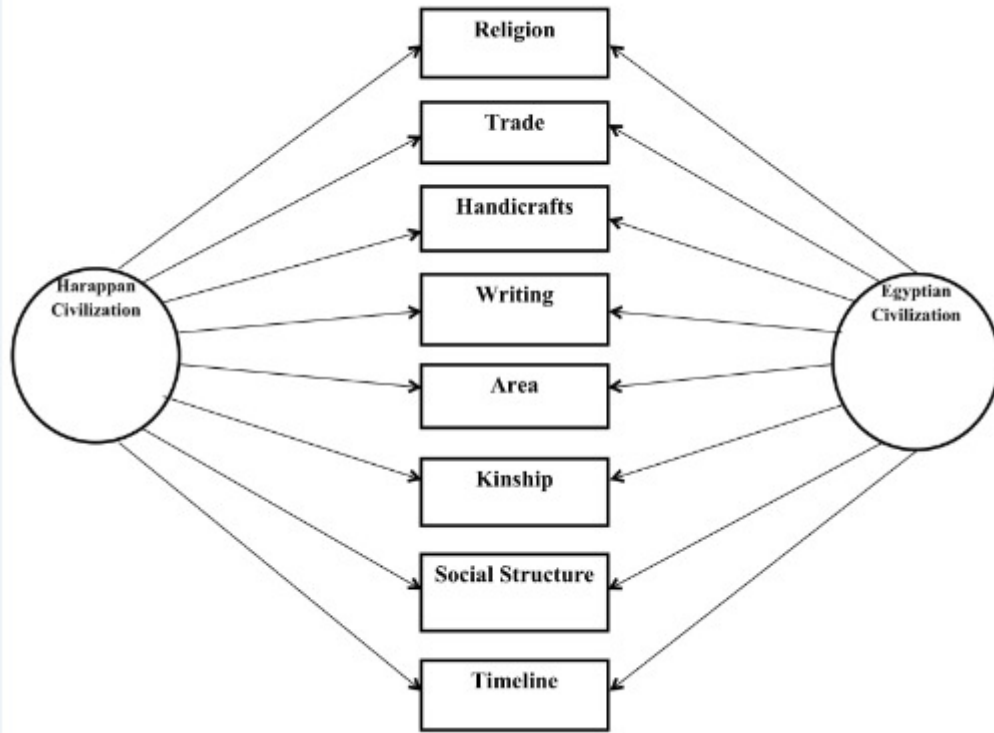 Religion
Trade
Handicrafts
Harappan
Civilization
Writing
Egyptian
Civilization
Area
Kinship
Social Structure
Timeline